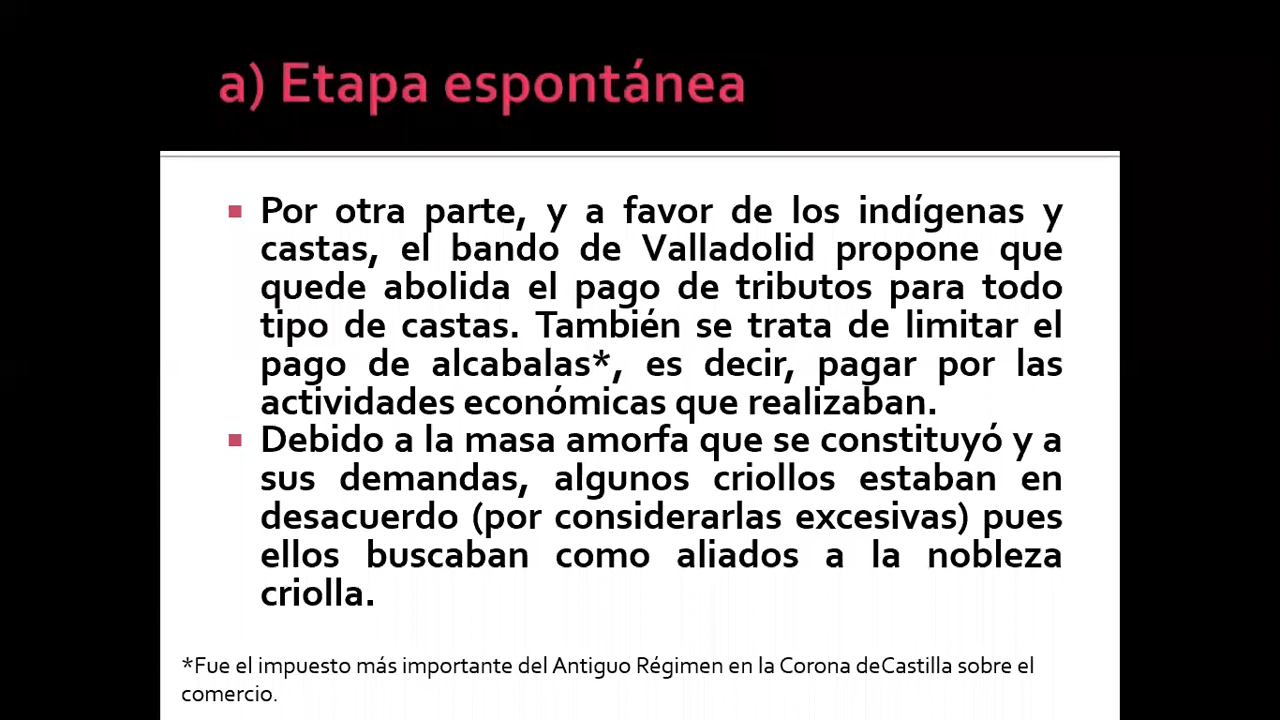 a) Etapa espontánea
▪ Por otra parte, y a favor de los indígenas y
castas, el bando de Valladolid propone que
quede abolida el pago de tributos para todo
tipo de castas. También se trata de limitar el
pago de alcabalas*, es decir, pagar por las
actividades económicas que realizaban.
▪ Debido a la masa amorfa que se constituyó y a
sus demandas, algunos criollos estaban en
desacuerdo (por considerarlas excesivas) pues
ellos buscaban como aliados a la nobleza
criolla.
*Fue el impuesto más importante del Antiguo Régimen en la Corona deCastilla sobre el
comercio.